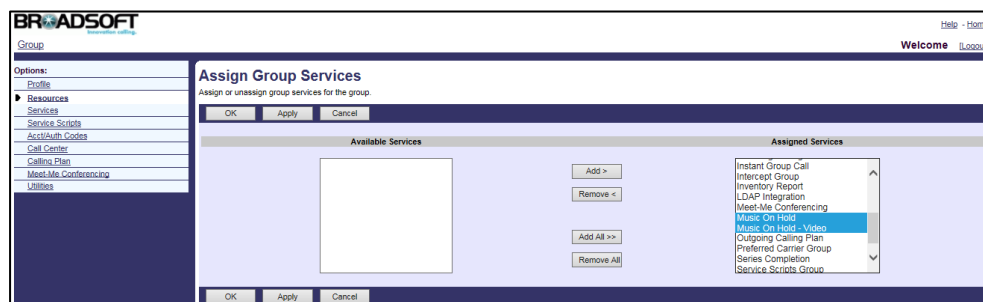 BROADSOFT
innovation calling.
Help - Hom
Group
Welcome [Logou
Options:
Profile
Resources
Services
Service Scripts
Acct/Auth Codes
Call Center
Calling Plan
Meet-Me Conferencing
Utilities
Assign Group Services
Assign or unassign group services for the group.
OK Apply Cancel
Available Services
Assigned Services
Add >
Remove <
Add All >>
Remove All
Instant Group Call
Intercept Group
Inventory Report
LDAP Integration
Meet-Me Conferencing
Music On Hold
Music On Hold - Video
Outgoing Calling Plan
Preferred Carrier Group
Series Completion
Service Scripts Group
OK Apply Cancel